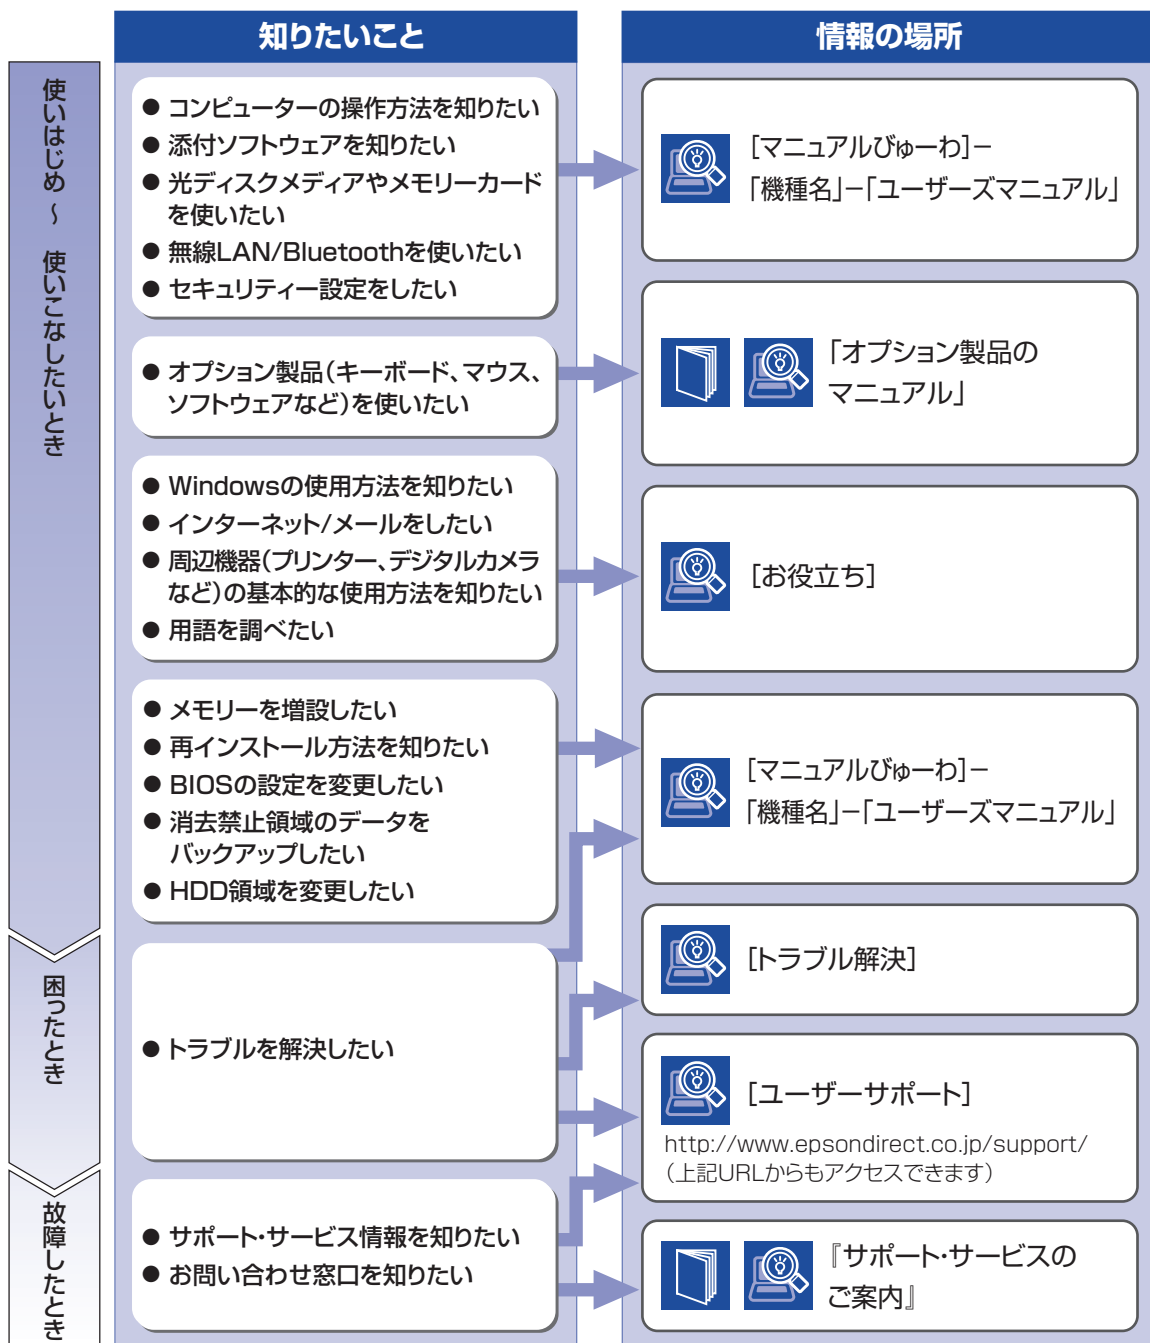 知りたいこと
情報の場所
使いはじめ ～ 使いこなしたいとき
● コンピューターの操作方法を知りたい
● 添付ソフトウェアを知りたい
● 光ディスクメディアやメモリーカード
を使いたい
● 無線LAN/Bluetoothを使いたい
● セキュリティー設定をしたい
[マニュアルびゅーわ]－
「機種名」－「ユーザーズマニュアル」
● オプション製品（キーボード、マウス、
ソフトウェアなど）を使いたい
「オプション製品の
マニュアル」
● Windowsの使用方法を知りたい
● インターネット/メールをしたい
● 周辺機器（プリンター、デジタルカメラ
など）の基本的な使用方法を知りたい
● 用語を調べたい
[お役立ち]
● メモリーを増設したい
● 再インストール方法を知りたい
● BIOSの設定を変更したい
● 消去禁止領域のデータを
バックアップしたい
● HDD領域を変更したい
[マニュアルびゅーわ]－
「機種名」－「ユーザーズマニュアル」
困ったとき
● トラブルを解決したい
[トラブル解決]
[ユーザーサポート]
http://www.epsondirect.co.jp/support/
（上記URLからもアクセスできます）
故障したとき
● サポート・サービス情報を知りたい
● お問い合わせ窓口を知りたい
『サポート・サービスの
ご案内』